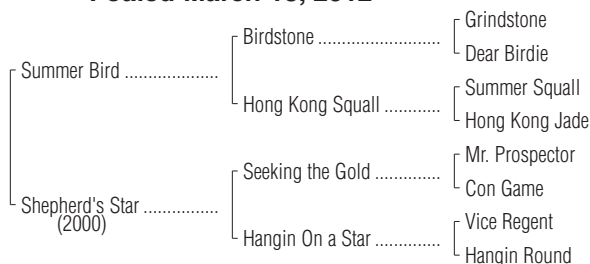 Foaled March 2012
Grindstone
Birdstone ..........................
Dear Birdie
Summer Bird ....................
Summer Squall
Hong Kong Squall ............
Hong Kong Jade
Mr. Prospector
Seeking the Gold ..............
Con Game
Shepherd's Star ................
(2000)
Vice Regent
Hangin On a Star ..............
Hangin Round